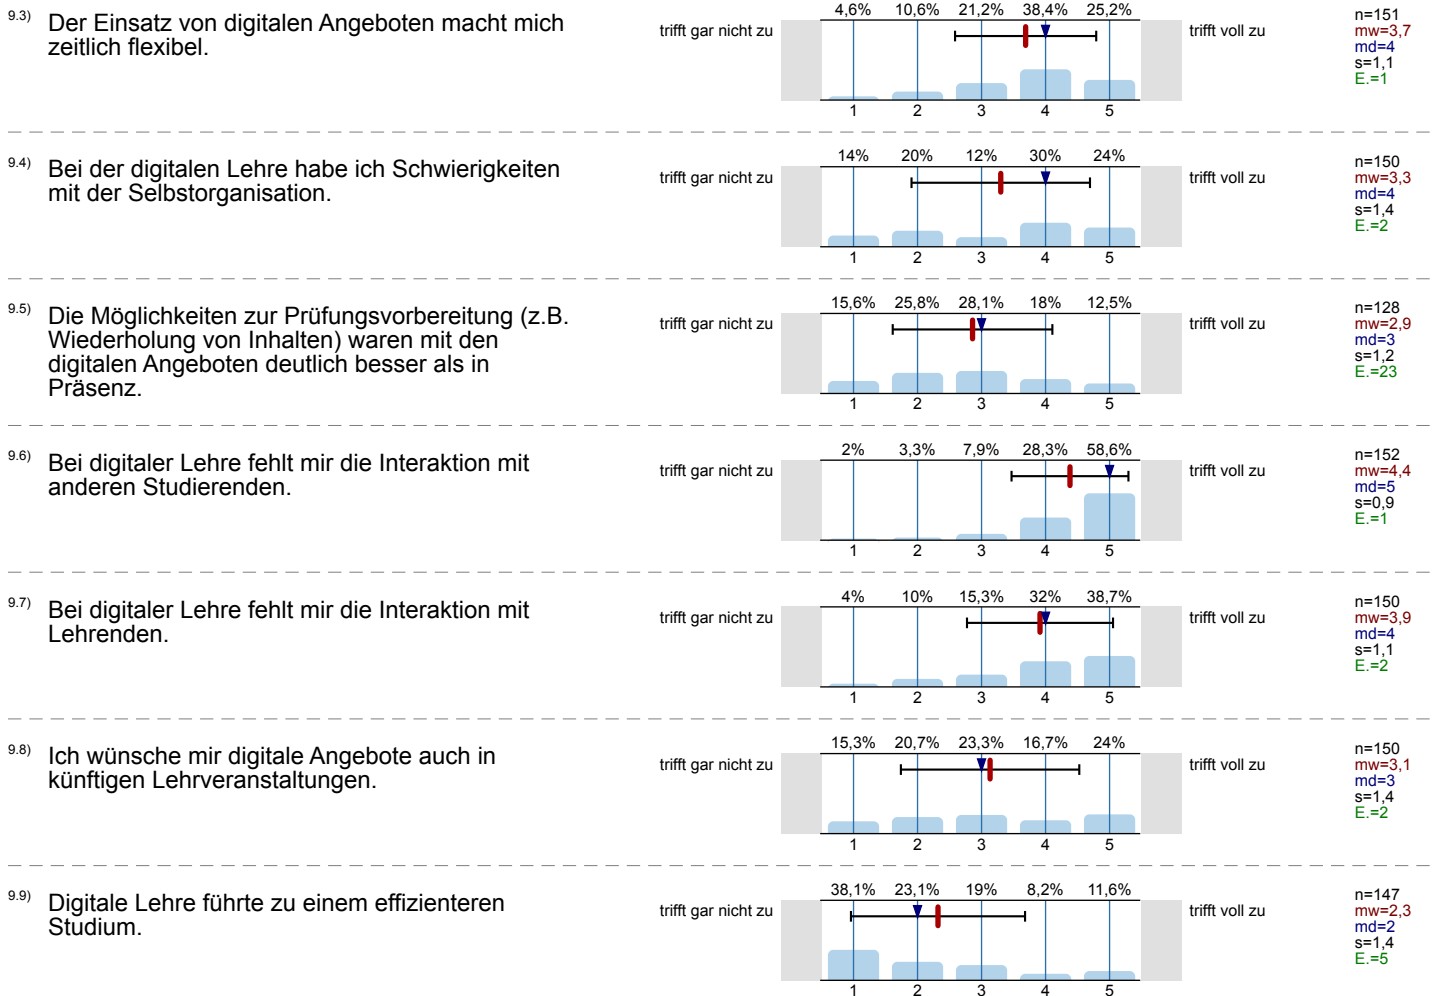 9.3) Der Einsatz von digitalen Angeboten macht mich
zeitlich flexibel.
trifft gar nicht zu
4,6% 10,6% 21,2% 38,4% 25,2%
1 2 3 4 5
trifft voll zu
n=151
mw=3,7
md=4
s=1,1
E.=1
9.4) Bei der digitalen Lehre habe ich Schwierigkeiten
mit der Selbstorganisation.
trifft gar nicht zu
14% 20% 12% 30% 24%
1 2 3 4 5
trifft voll zu
n=150
mw=3,3
md=4
s=1,4
E.=2
9.5) Die Möglichkeiten zur Prüfungsvorbereitung (z.B.
Wiederholung von Inhalten) waren mit den
digitalen Angeboten deutlich besser als in
Präsenz.
trifft gar nicht zu
15,6% 25,8% 28,1% 18% 12,5%
1 2 3 4 5
trifft voll zu
n=128
mw=2,9
md=3
s=1,2
E.=23
9.6) Bei digitaler Lehre fehlt mir die Interaktion mit
anderen Studierenden.
trifft gar nicht zu
2% 3,3% 7,9% 28,3% 58,6%
1 2 3 4 5
trifft voll zu
n=152
mw=4,4
md=5
s=0,9
E.=1
9.7) Bei digitaler Lehre fehlt mir die Interaktion mit
Lehrenden.
trifft gar nicht zu
4% 10% 15,3% 32% 38,7%
1 2 3 4 5
trifft voll zu
n=150
mw=3,9
md=4
s=1,1
E.=2
9.8) Ich wünsche mir digitale Angebote auch in
künftigen Lehrveranstaltungen.
trifft gar nicht zu
15,3% 20,7% 23,3% 16,7% 24%
1 2 3 4 5
trifft voll zu
n=150
mw=3,1
md=3
s=1,4
E.=2
9.9) Digitale Lehre führte zu einem effizienteren
Studium.
trifft gar nicht zu
38,1% 23,1% 19% 8,2% 11,6%
1 2 3 4 5
trifft voll zu
n=147
mw=2,3
md=2
s=1,4
E.=5